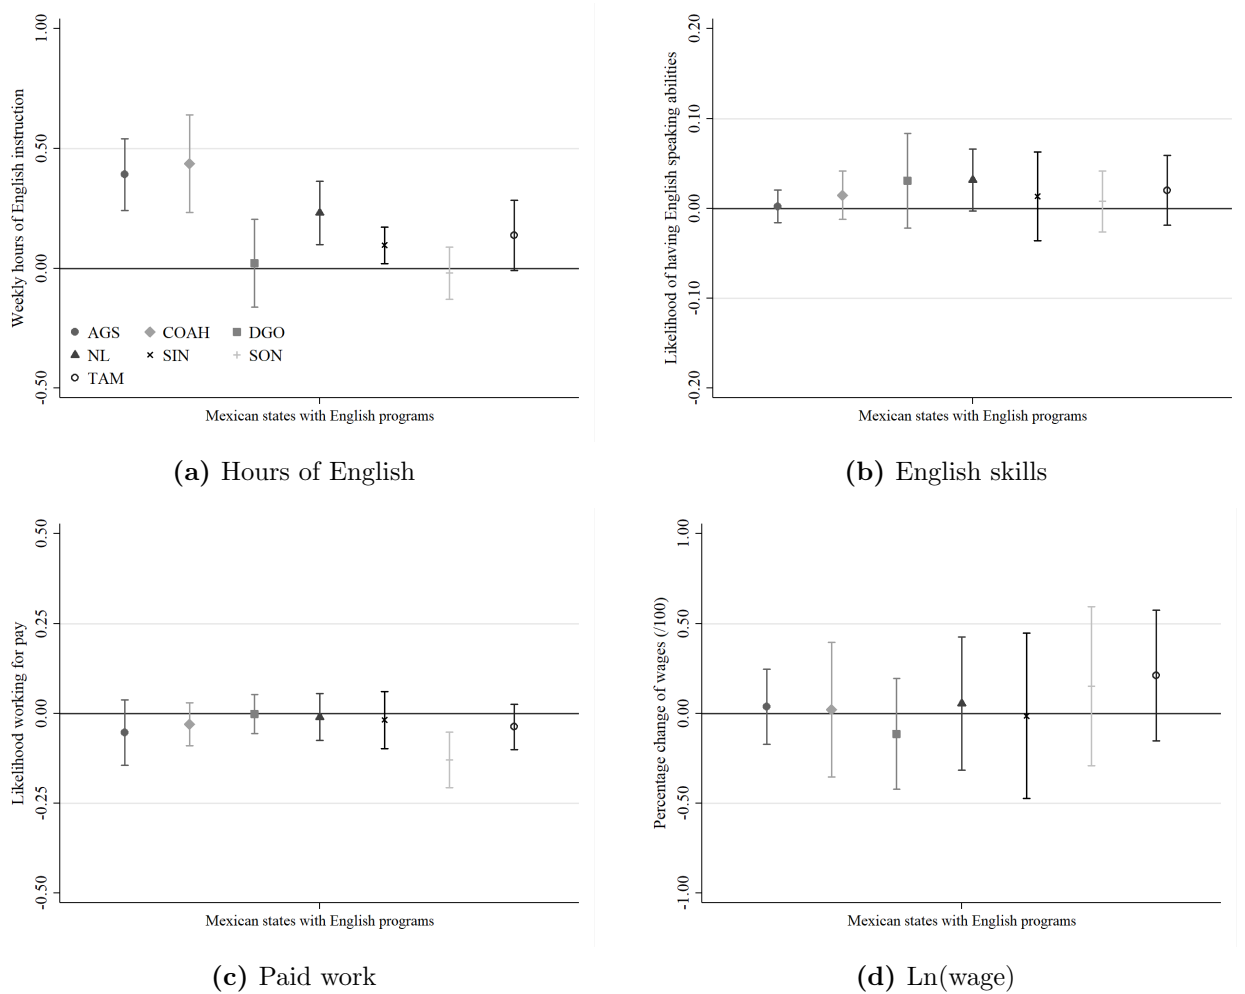 Weekly hours of English instruction
1.00
0.50
0.00
-0.50
AGS COAH DGO
NL SIN SON
TAM
Mexican states with English programs
(a) Hours of English
Likelihood of having English speaking abilities
0.20
0.10
0.00
-0.10
-0.20
Mexican states with English programs
(b) English skills
Likelihood working for pay
0.50
0.25
0.00
-0.25
-0.50
Mexican states with English programs
(c) Paid work
Percentage change of wages (/100)
1.00
0.50
0.00
-0.50
-1.00
Mexican states with English programs
(d) Ln(wage)